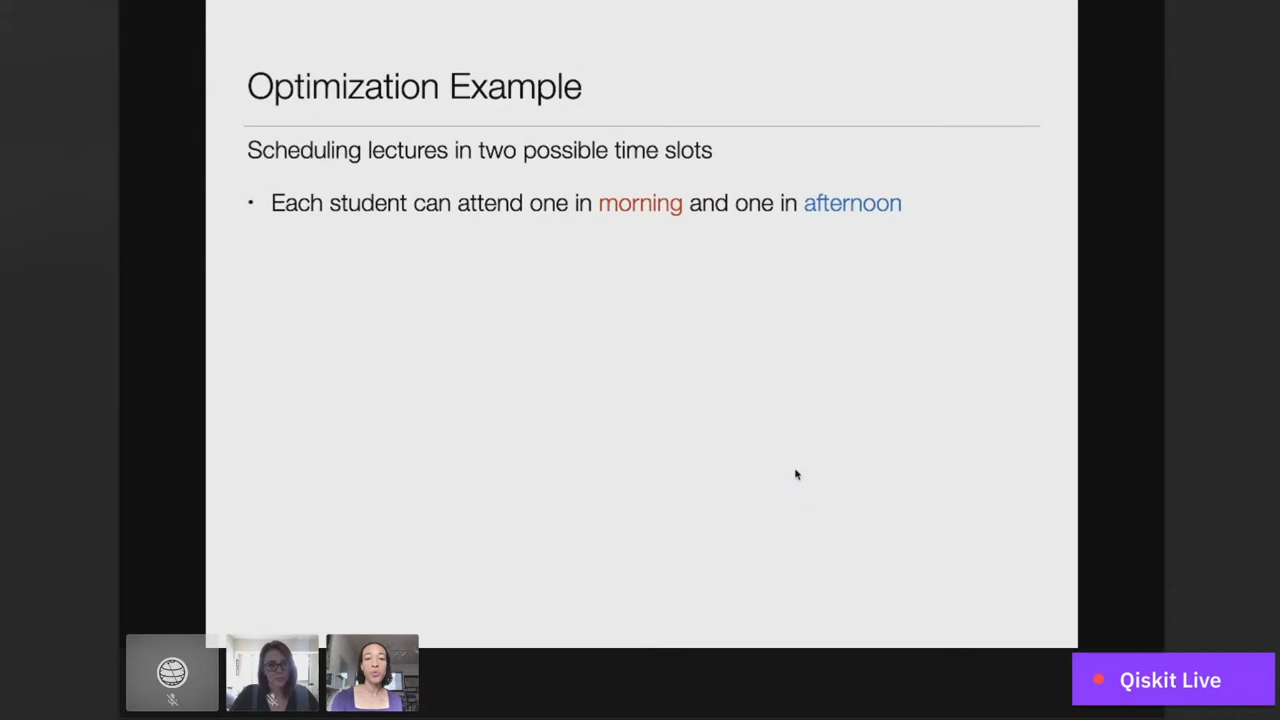 Optimization Example
Scheduling lectures in two possible time slots
• Each student can attend one in morning and one in afternoon
Qiskit Live